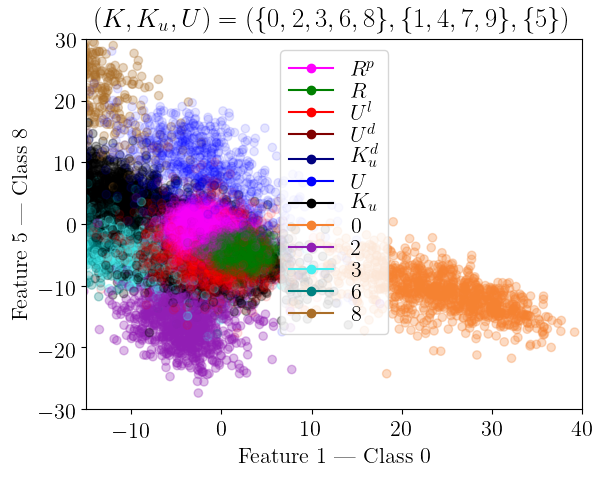 (K, K_u, U) = ({0, 2, 3, 6, 8}, {1, 4, 7, 9}, {5})
30
20
10
0
−10
−20
−30
Feature 5 — Class 8
R^p
R
U^l
U^d
K_u^d
U
K_u
0
2
3
6
8
−10 0 10 20 30 40
Feature 1 — Class 0